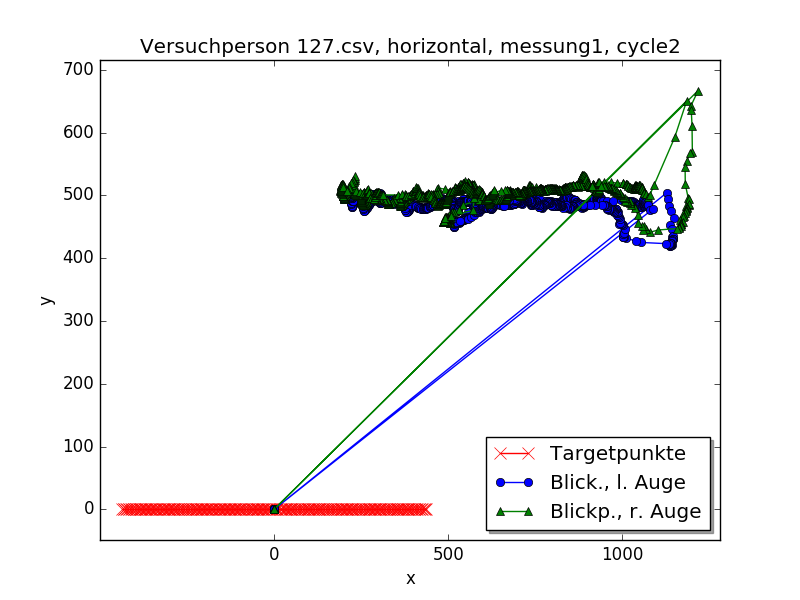 Versuchperson 127.csv, horizontal, messung1, cycle2
700
600
500
400
300
200
100
0
y
0
500
1000
x
Targetpunkte
Blick., l. Auge
Blickp., r. Auge